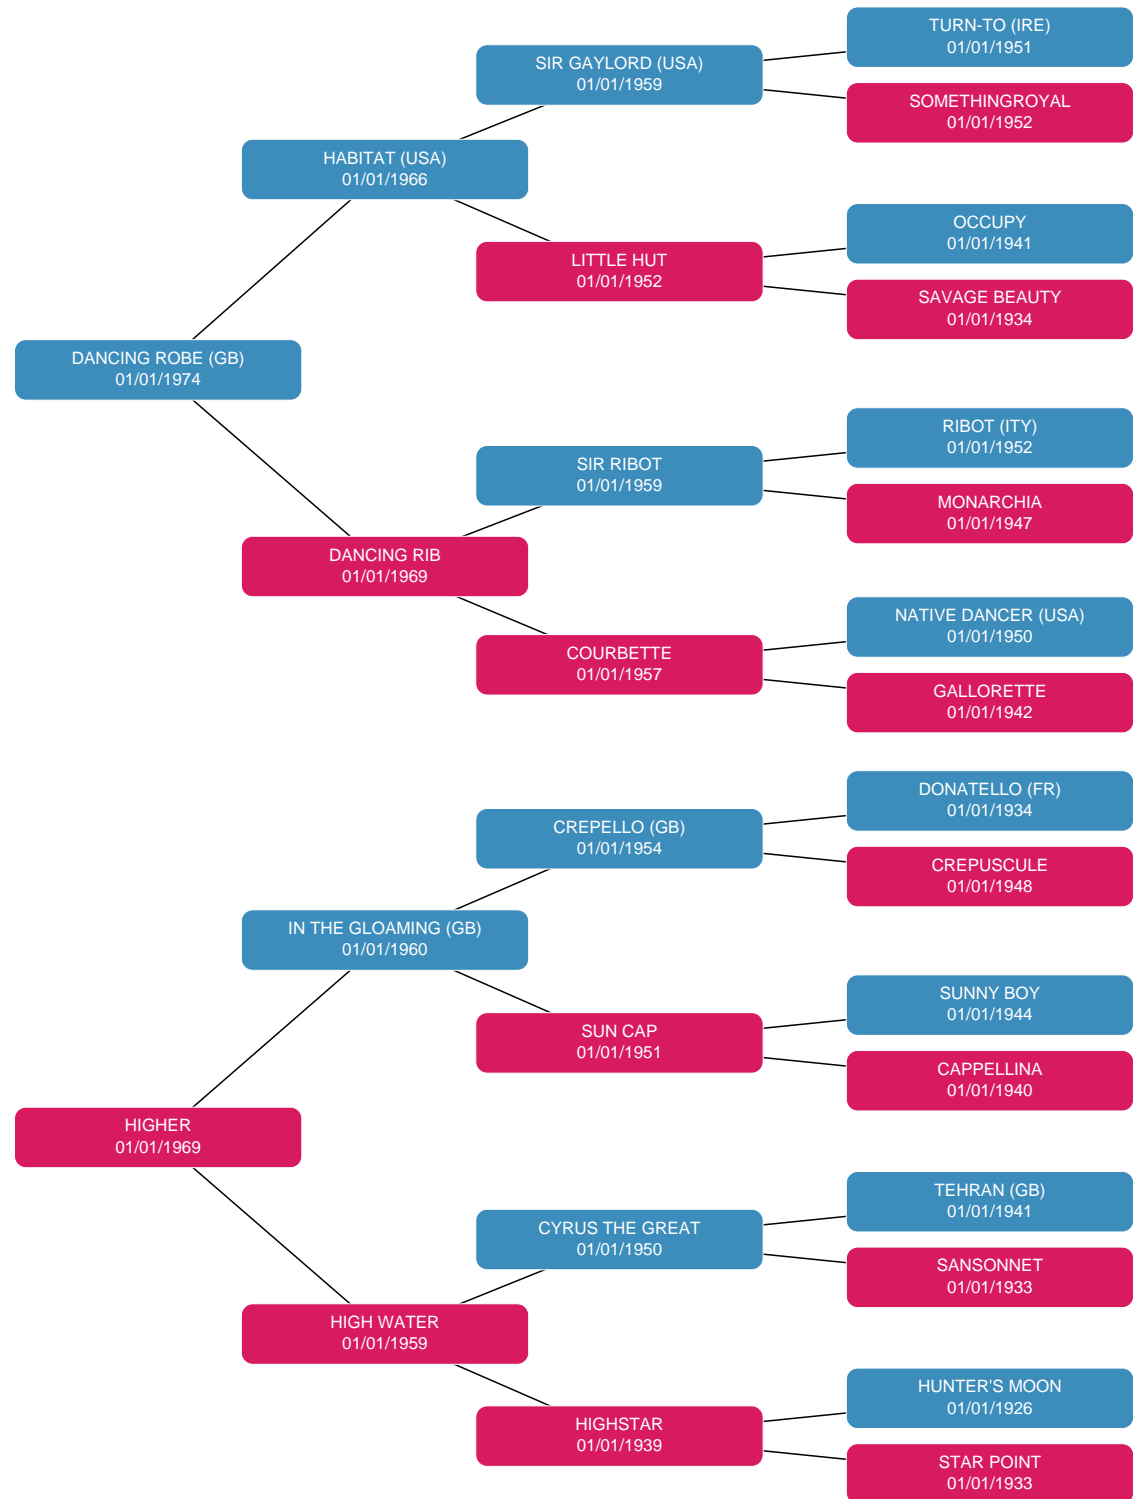 TURN-TO (IRE)
01/01/1951
SIR GAYLORD (USA)
01/01/1959
SOMETHINGROYAL
01/01/1952
HABITAT (USA)
01/01/1966
OCCUPY
01/01/1941
LITTLE HUT
01/01/1952
SAVAGE BEAUTY
01/01/1934
DANCING ROBE (GB)
01/01/1974
RIBOT (ITY)
01/01/1952
SIR RIBOT
01/01/1959
MONARCHIA
01/01/1947
DANCING RIB
01/01/1969
NATIVE DANCER (USA)
01/01/1950
COURBETTE
01/01/1957
GALLORETTE
01/01/1942
DONATELLO (FR)
01/01/1934
CREPELLO (GB)
01/01/1954
CREPUSCULE
01/01/1948
IN THE GLOAMING (GB)
01/01/1960
SUNNY BOY
01/01/1944
SUN CAP
01/01/1951
CAPPELLINA
01/01/1940
HIGHER
01/01/1969
TEHRAN (GB)
01/01/1941
CYRUS THE GREAT
01/01/1950
SANSONNET
01/01/1933
HIGH WATER
01/01/1959
HUNTER'S MOON
01/01/1926
HIGHSTAR
01/01/1939
STAR POINT
01/01/1933